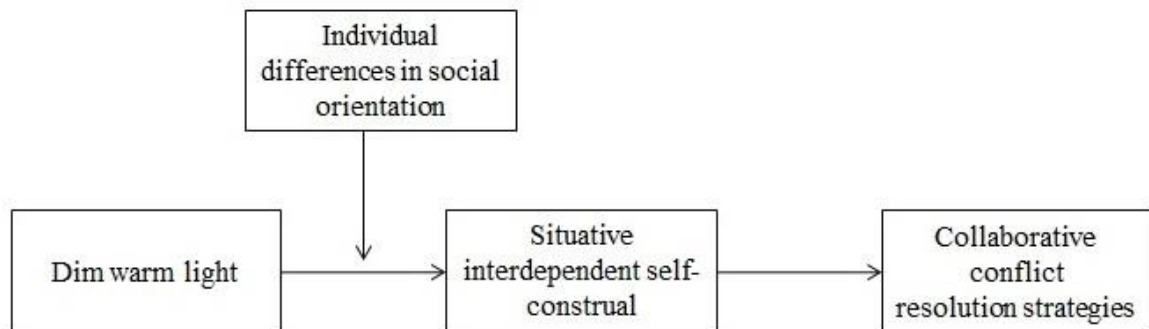 Individual
differences in social
orientation
Dim warm light
Situative
interdependent self-
construal
Collaborative
conflict
resolution strategies